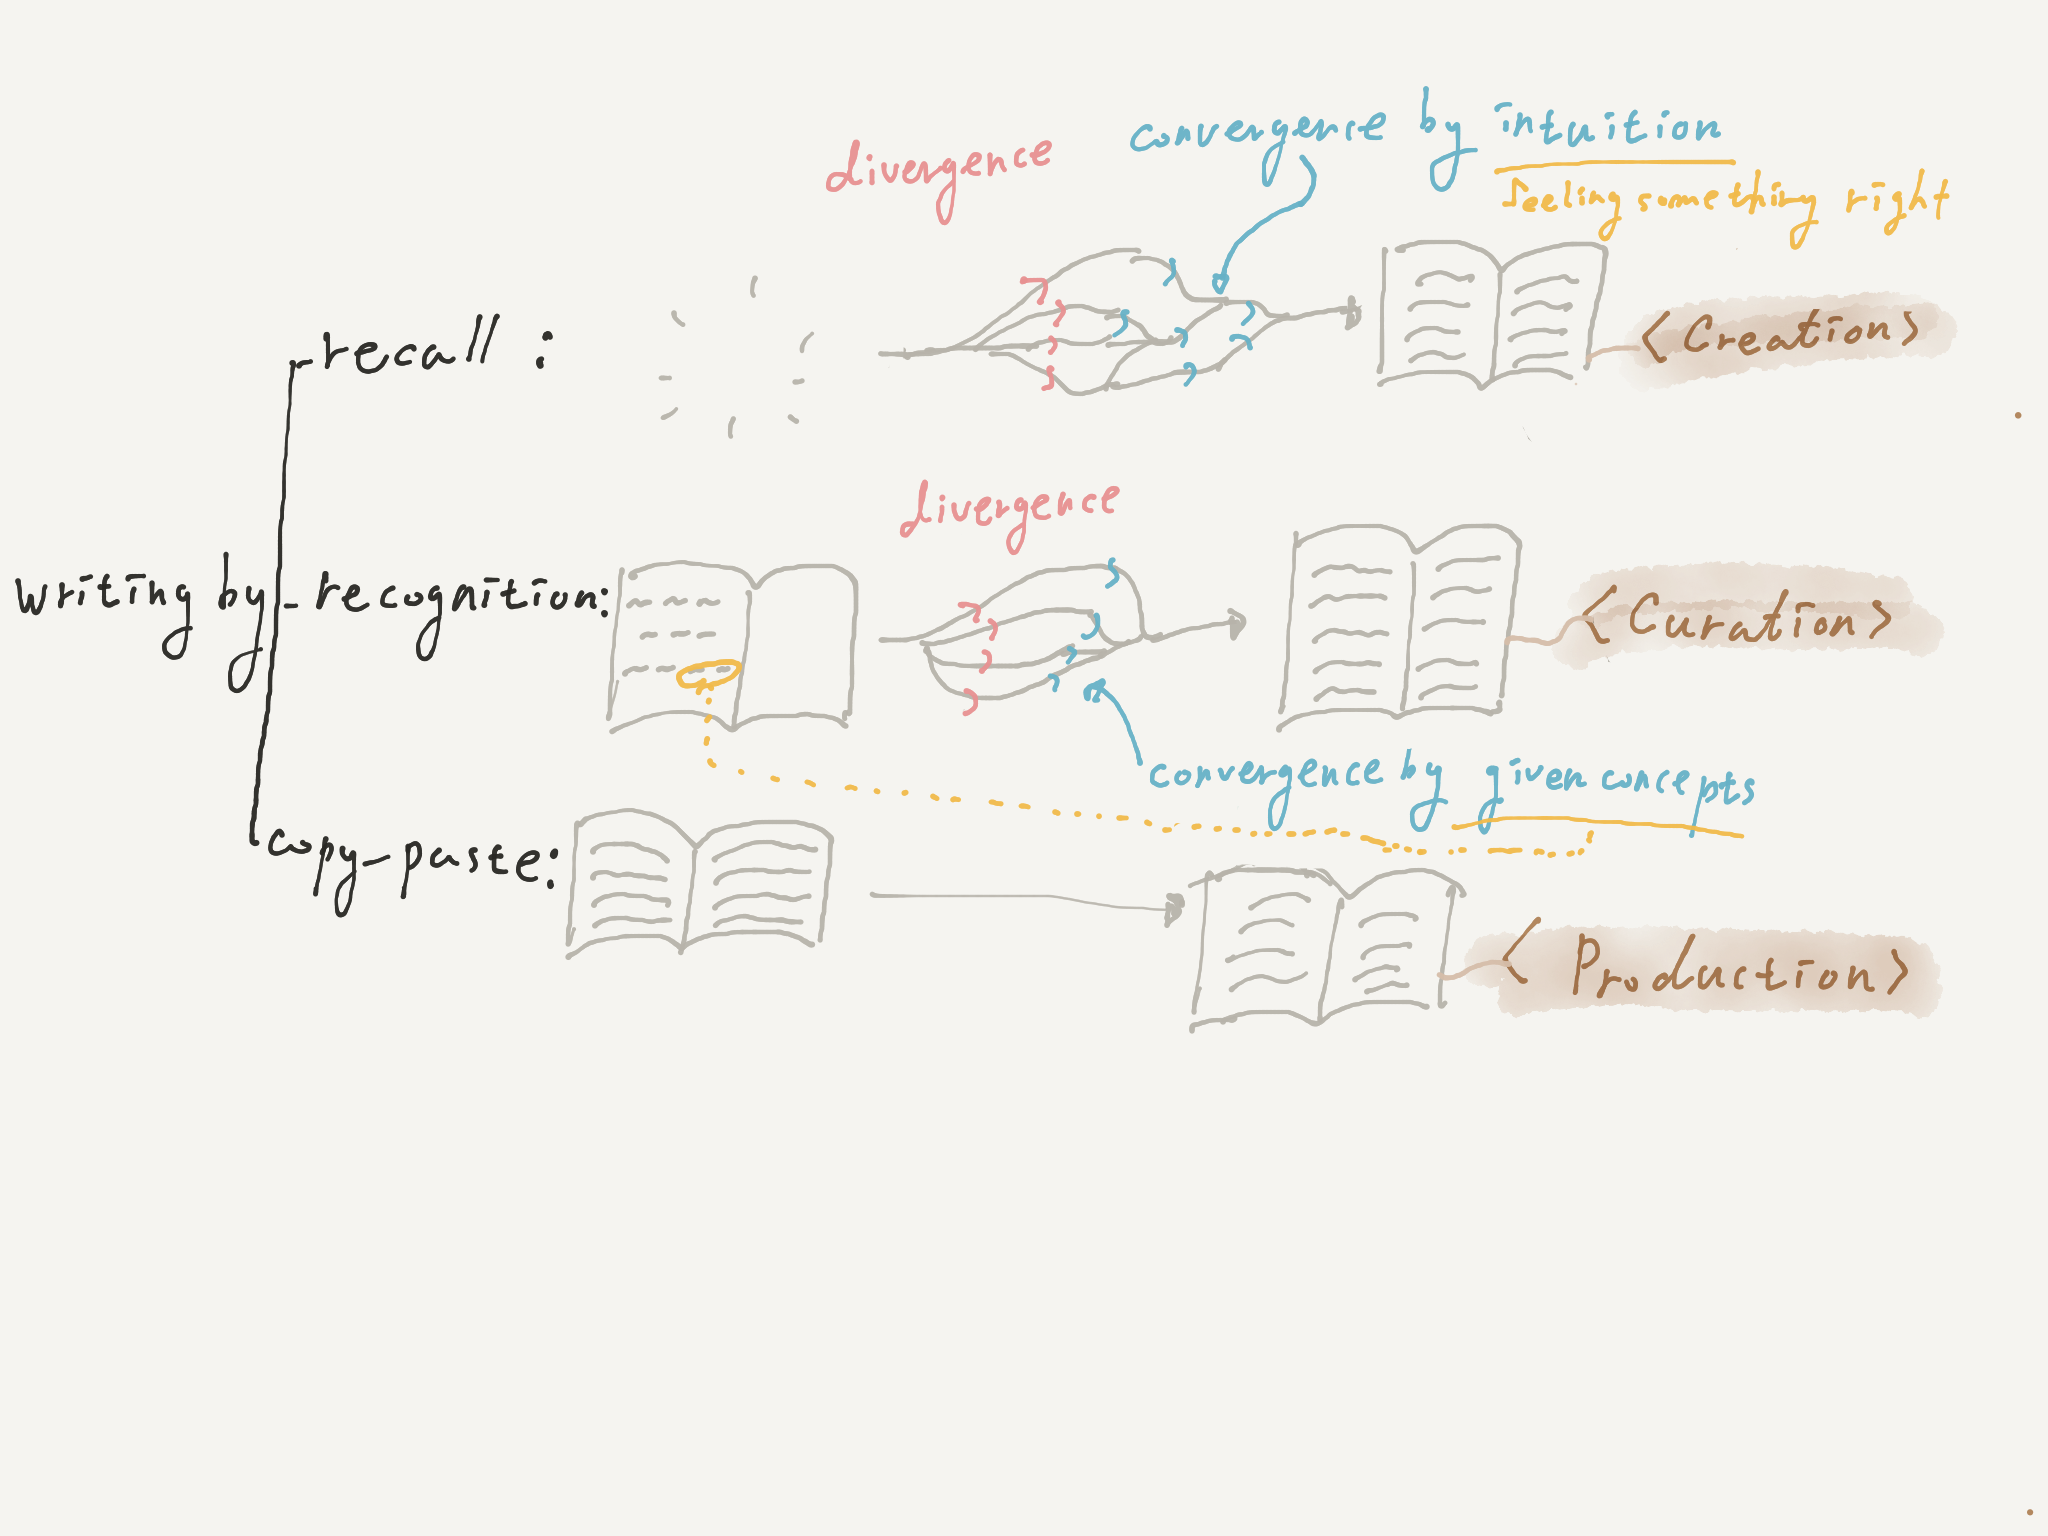 divergence
convergence by intuition
feeling something right
recall :
<Creation>
divergence
writing by
recognition:
<Curation>
convergence by given concepts
copy-paste:
<Production>